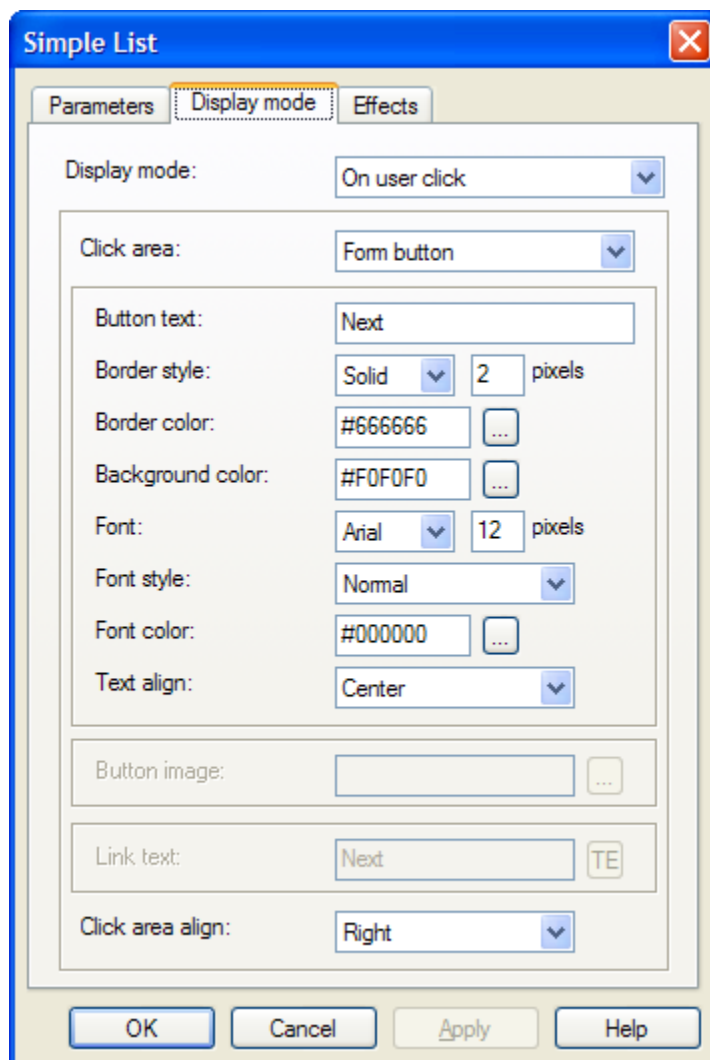 Simple List
Parameters Display mode Effects
Display mode: On user click
Click area: Form button
Button text: Next
Border style: Solid 2 pixels
Border color: #666666 ...
Background color: #F0F0F0 ...
Font: Arial 12 pixels
Font style: Normal
Font color: #000000 ...
Text align: Center
Button image: ...
Link text: Next TE
Click area align: Right
OK Cancel Apply Help